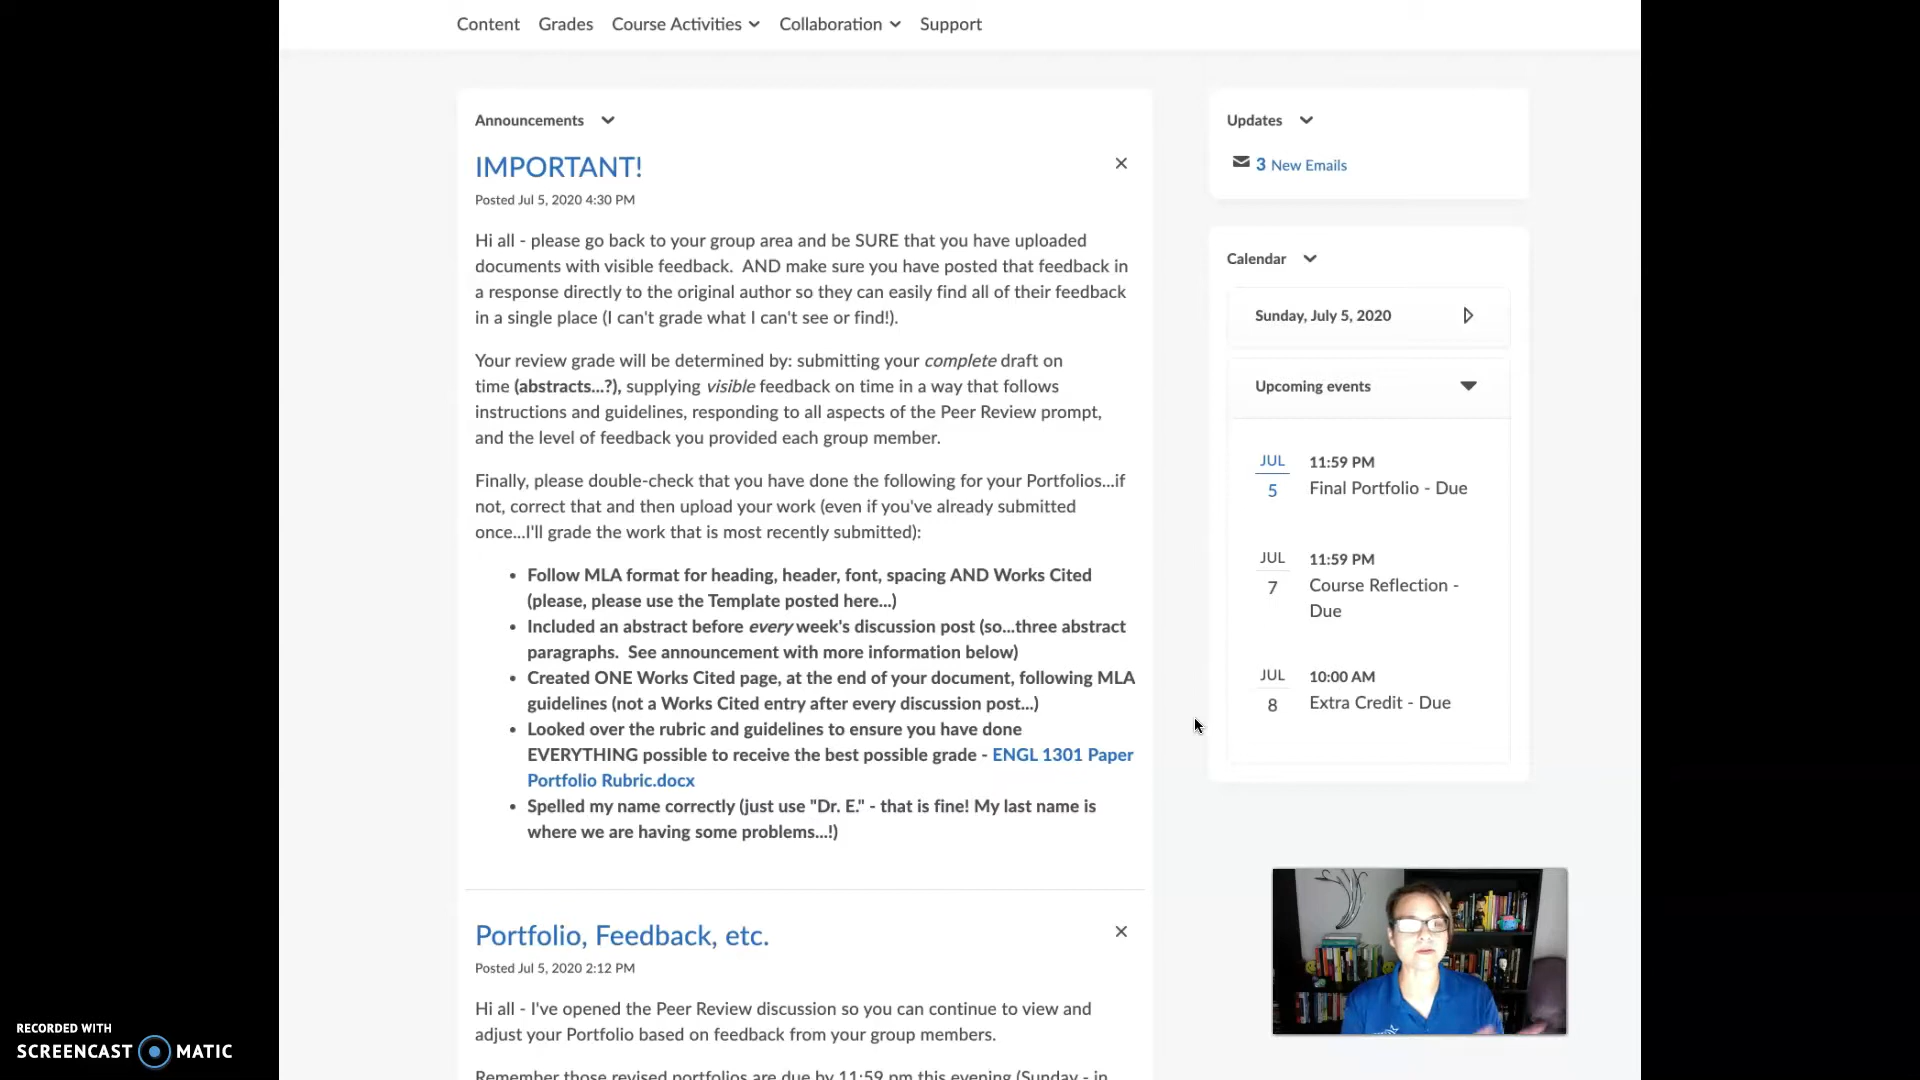 Content Grades Course Activities Collaboration Support
Announcements
IMPORTANT!
Posted Jul 5, 2020 4:30 PM
Hi all - please go back to your group area and be SURE that you have uploaded
documents with visible feedback.  AND make sure you have posted that feedback in
a response directly to the original author so they can easily find all of their feedback
in a single place (I can't grade what I can't see or find!).
Your review grade will be determined by: submitting your complete draft on
time (abstracts...?), supplying visible feedback on time in a way that follows
instructions and guidelines, responding to all aspects of the Peer Review prompt,
and the level of feedback you provided each group member.
Finally, please double-check that you have done the following for your Portfolios...if
not, correct that and then upload your work (even if you've already submitted
once...I'll grade the work that is most recently submitted):
• Follow MLA format for heading, header, font, spacing AND Works Cited
(please, please use the Template posted here...)
• Included an abstract before every week's discussion post (so...three abstract
paragraphs.  See announcement with more information below)
• Created ONE Works Cited page, at the end of your document, following MLA
guidelines (not a Works Cited entry after every discussion post...)
• Looked over the rubric and guidelines to ensure you have done
EVERYTHING possible to receive the best possible grade - ENGL 1301 Paper
Portfolio Rubric.docx
• Spelled my name correctly (just use "Dr. E." - that is fine! My last name is
where we are having some problems...!)
Portfolio, Feedback, etc.
Posted Jul 5, 2020 2:12 PM
Hi all - I've opened the Peer Review discussion so you can continue to view and
adjust your Portfolio based on feedback from your group members.
Remember those revised portfolios are due by 11:59 pm this evening (Sunday - in
Updates
3 New Emails
Calendar
Sunday, July 5, 2020
Upcoming events
JUL
5
11:59 PM
Final Portfolio - Due
JUL
7
11:59 PM
Course Reflection -
Due
JUL
8
10:00 AM
Extra Credit - Due
RECORDED WITH
SCREENCAST MATIC